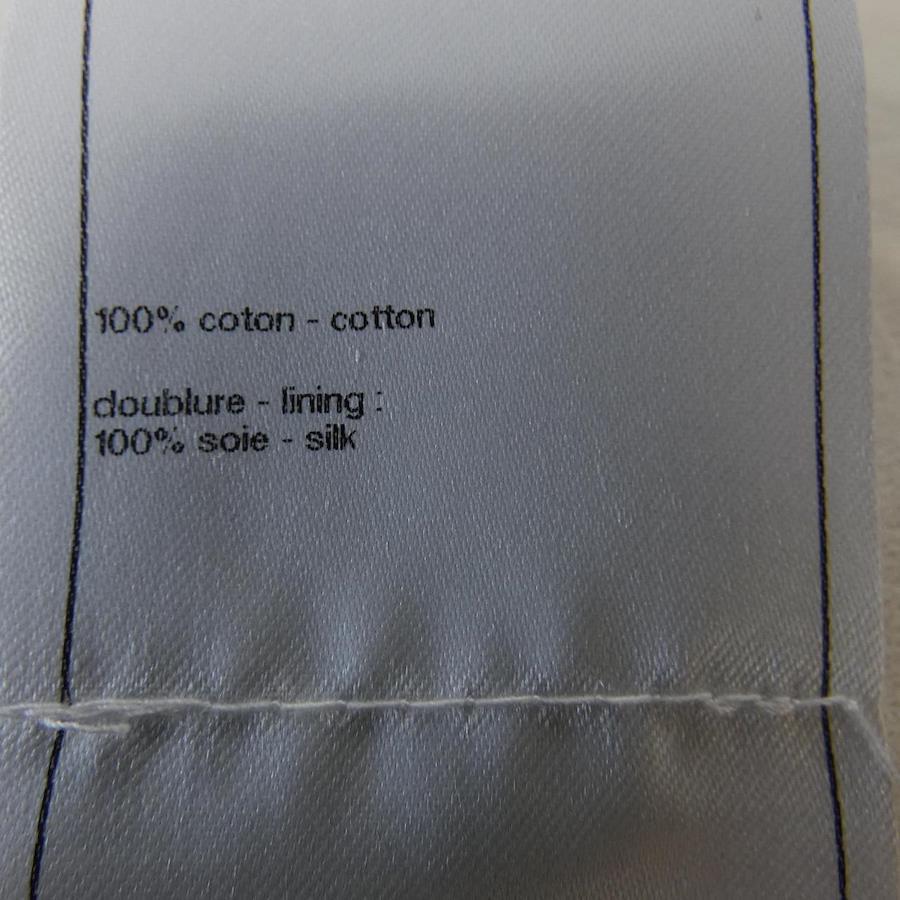 100% coton - cotton
doublure - lining :
100% soie - silk